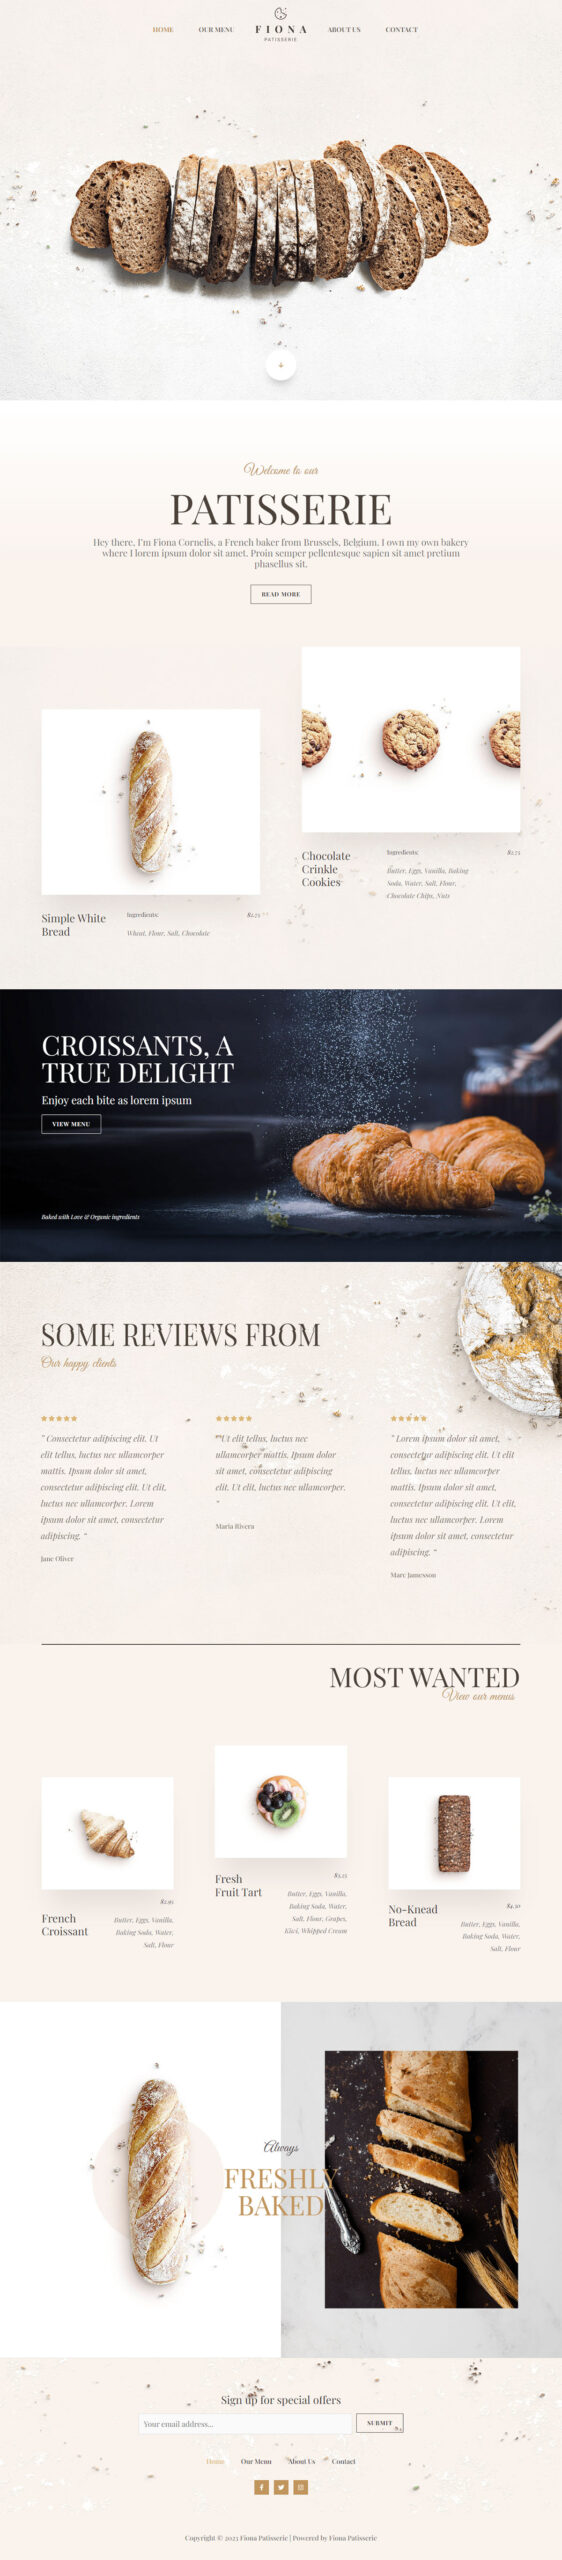 HOME
OUR MENU
FIONA
PATISSERIE
ABOUT US
CONTACT
Welcome to our
PATISSERIE
Hey there, I'm Fiona Cornelis, a French baker from Brussels, Belgium. I own my own bakery
where I lorem ipsum dolor sit amet. Proin semper pellentesque sapien sit amet pretium
phasellus sit.
READ MORE
Simple White
Bread
Ingredients:
Wheat, Flour, Salt, Chocolate
$2.75
Chocolate
Crinkle
Cookies
Ingredients:
Butter, Eggs, Vanilla, Baking
Soda, Water, Salt, Flour,
Chocolate Chips, Nuts
$2.75
CROISSANTS, A
TRUE DELIGHT
Enjoy each bite as lorem ipsum
VIEW MENU
Baked with Love & Organic ingredients
SOME REVIEWS FROM
Our happy clients
" Consectetur adipiscing elit. Ut
elit tellus, luctus nec ullamcorper
mattis. Ipsum dolor sit amet,
consectetur adipiscing elit. Ut elit,
luctus nec ullamcorper. Lorem
ipsum dolor sit amet, consectetur
adipiscing. "
Jane Oliver
"Ut elit tellus, luctus nec
ullamcorper mattis. Ipsum dolor
sit amet, consectetur adipiscing
elit. Ut elit, luctus nec ullamcorper.
"
Maria Rivera
" Lorem ipsum dolor sit amet,
consectetur adipiscing elit. Ut elit
tellus, luctus nec ullamcorper
mattis. Ipsum dolor sit amet,
consectetur adipiscing elit. Ut elit,
luctus nec ullamcorper. Lorem
ipsum dolor sit amet, consectetur
adipiscing. "
Marc Jamesson
MOST WANTED
View our menus
$2.95
French
Croissant
Butter, Eggs, Vanilla,
Baking Soda, Water,
Salt, Flour
$5.15
Fresh
Fruit Tart
Butter, Eggs, Vanilla,
Baking Soda, Water,
Salt, Flour, Grapes,
Kiwi, Whipped Cream
$4.50
No-Knead
Bread
Butter, Eggs, Vanilla,
Baking Soda, Water,
Salt, Flour
Always
FRESHLY
BAKED
Sign up for special offers
Your email address...
SUBMIT
Home
Our Menu
About Us
Contact
Copyright © 2023 Fiona Patisserie | Powered by Fiona Patisserie